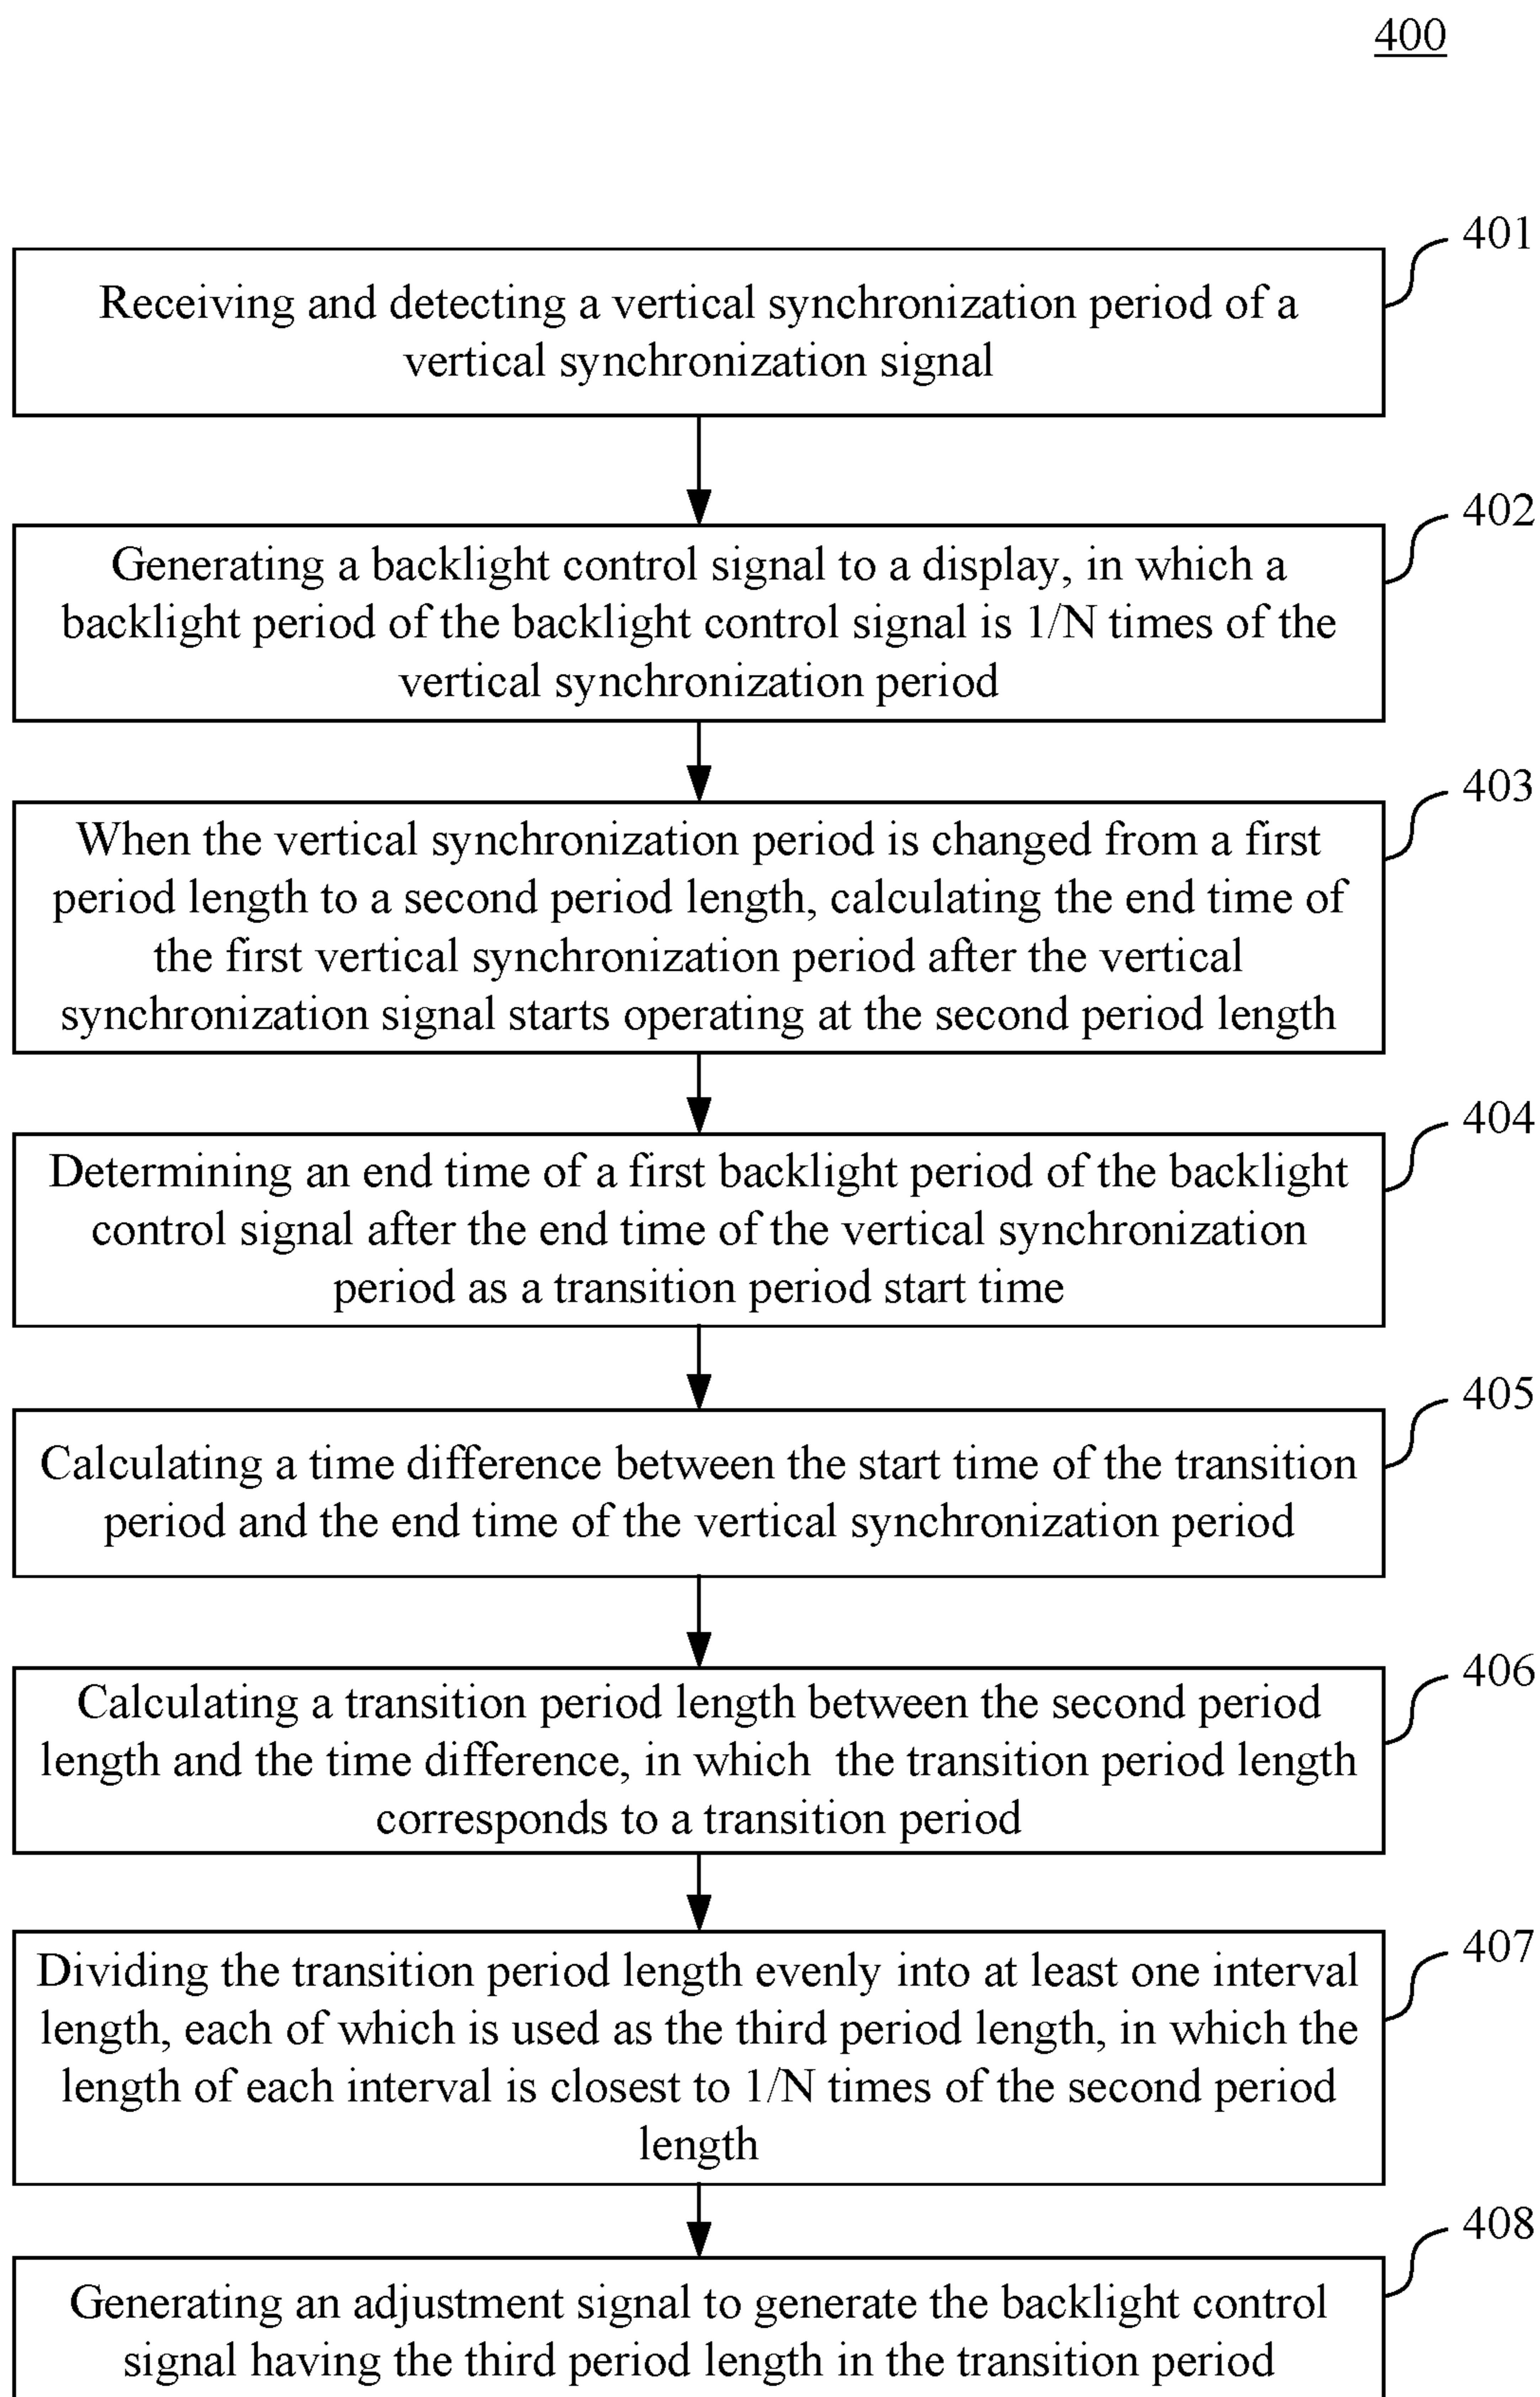 400
401
Receiving and detecting a vertical synchronization period of a
vertical synchronization signal
402
Generating a backlight control signal to a display, in which a
backlight period of the backlight control signal is 1/N times of the
vertical synchronization period
403
When the vertical synchronization period is changed from a first
period length to a second period length, calculating the end time of
the first vertical synchronization period after the vertical
synchronization signal starts operating at the second period length
404
Determining an end time of a first backlight period of the backlight
control signal after the end time of the vertical synchronization
period as a transition period start time
405
Calculating a time difference between the start time of the transition
period and the end time of the vertical synchronization period
406
Calculating a transition period length between the second period
length and the time difference, in which the transition period length
corresponds to a transition period
407
Dividing the transition period length evenly into at least one interval
length, each of which is used as the third period length, in which the
length of each interval is closest to 1/N times of the second period
length
408
Generating an adjustment signal to generate the backlight control
signal having the third period length in the transition period